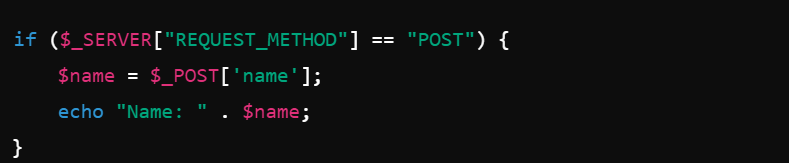 if ($_SERVER["REQUEST_METHOD"] == "POST") {
    $name = $_POST['name'];
    echo "Name: " . $name;
}